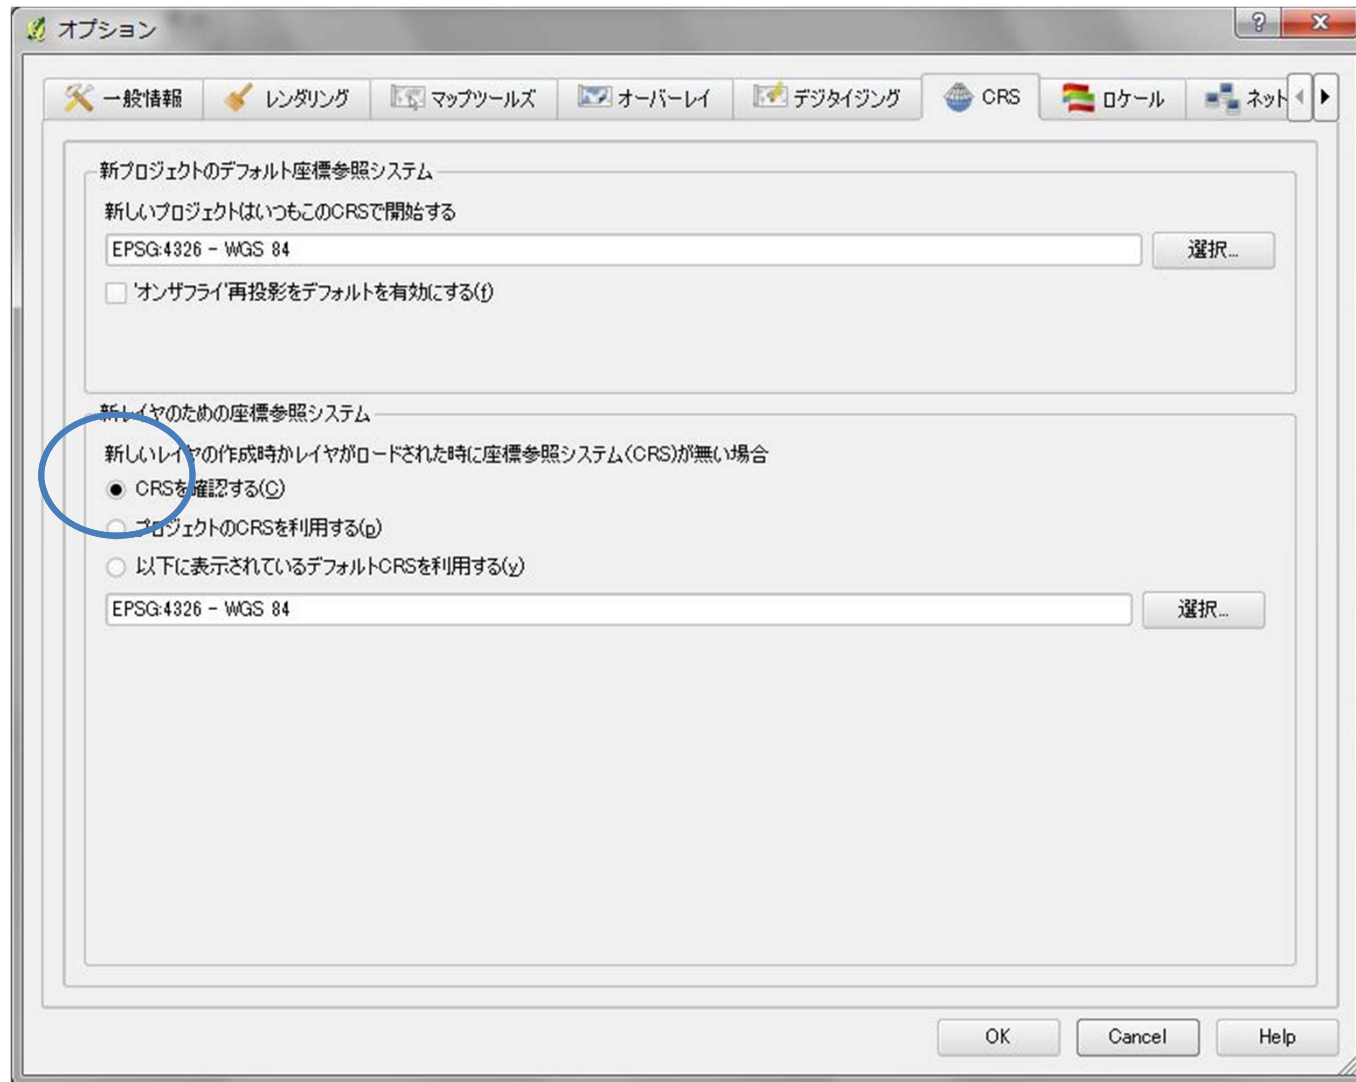 オプション
一般情報 レンダリング マップツールズ オーバーレイ デジタイジング CRS ロケール ネット
新プロジェクトのデフォルト座標参照システム
新しいプロジェクトはいつもこのCRSで開始する
EPSG:4326 - WGS 84 選択...
'オンザフライ'再投影をデフォルトを有効にする(f)
新レイヤのための座標参照システム
新しいレイヤの作成時かレイヤがロードされた時に座標参照システム(CRS)が無い場合
CRSを確認する(C)
プロジェクトのCRSを利用する(p)
以下に表示されているデフォルトCRSを利用する(y)
EPSG:4326 - WGS 84 選択...
OK Cancel Help